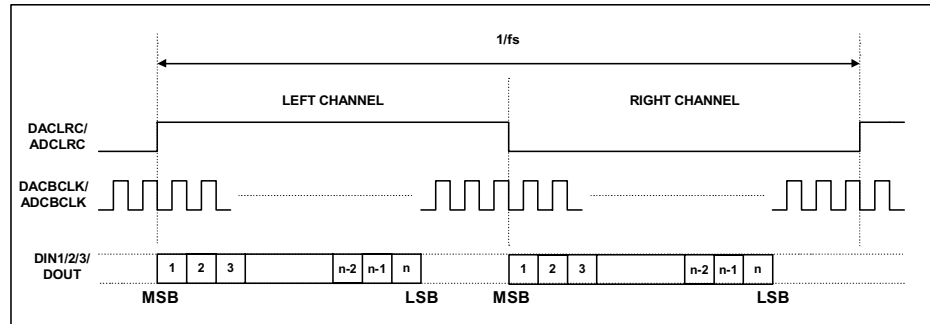 1/fs
LEFT CHANNEL
RIGHT CHANNEL
DACLRC/
ADCLRC
DACBCLK/
ADCBCLK
DIN1/2/3/
DOUT
1 2 3 n-2 n-1 n 1 2 3 n-2 n-1 n
MSB LSB MSB LSB